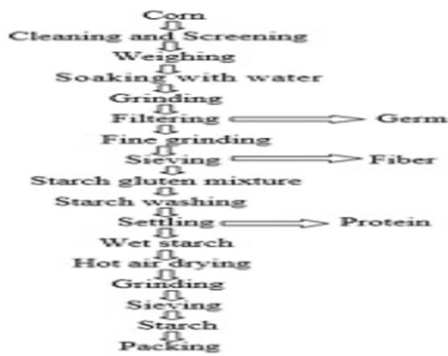 Corn
Cleaning and Screening
Weighing
Soaking with water
Grinding
Filtering Germ
Fine grinding
Sieving Fiber
Starch gluten mixture
Starch washing
Settling Protein
Wet starch
Hot air drying
Grinding
Sieving
Starch
Packing